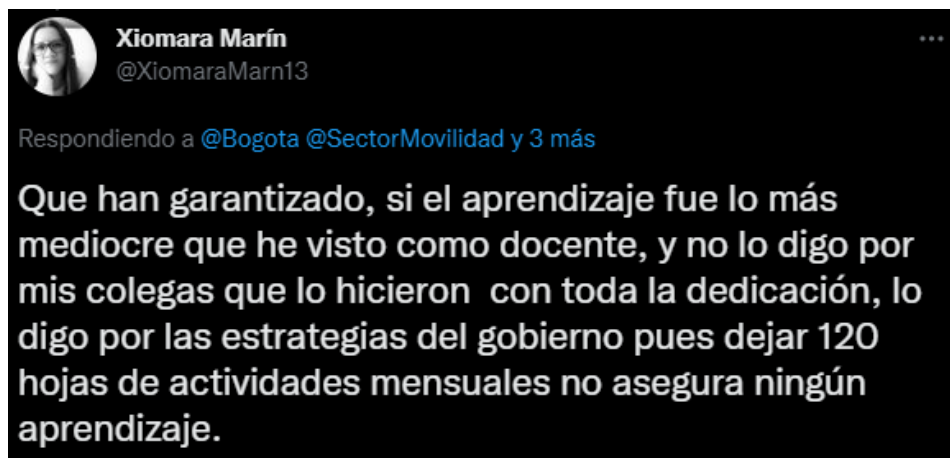 Xiomara Marín
@XiomaraMarn13
Respondiendo a @Bogota @SectorMovilidad y 3 más
Que han garantizado, si el aprendizaje fue lo más
mediocre que he visto como docente, y no lo digo por
mis colegas que lo hicieron  con toda la dedicación, lo
digo por las estrategias del gobierno pues dejar 120
hojas de actividades mensuales no asegura ningún
aprendizaje.